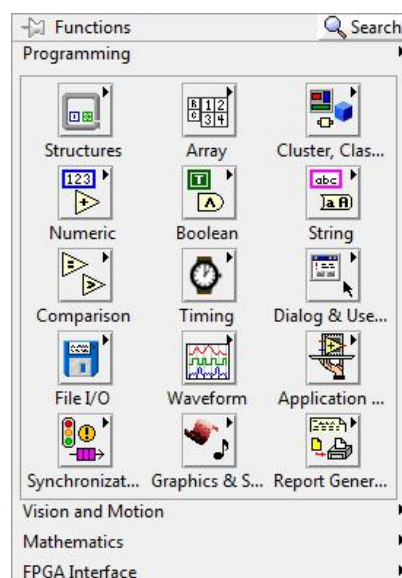 Functions Search
Programming
Structures Array Cluster, Clas...
123
Numeric Boolean String
Comparison Timing Dialog & Use...
File I/O Waveform Application ...
Synchronizat... Graphics & S... Report Gener...
Vision and Motion
Mathematics
FPGA Interface